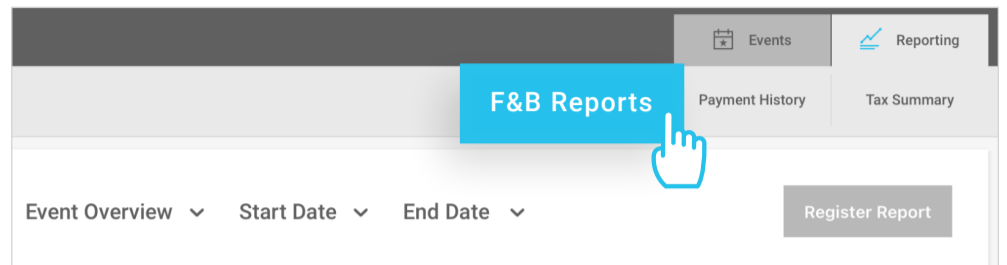 Events Reporting
F&B Reports Payment History Tax Summary
Event Overview Start Date End Date Register Report